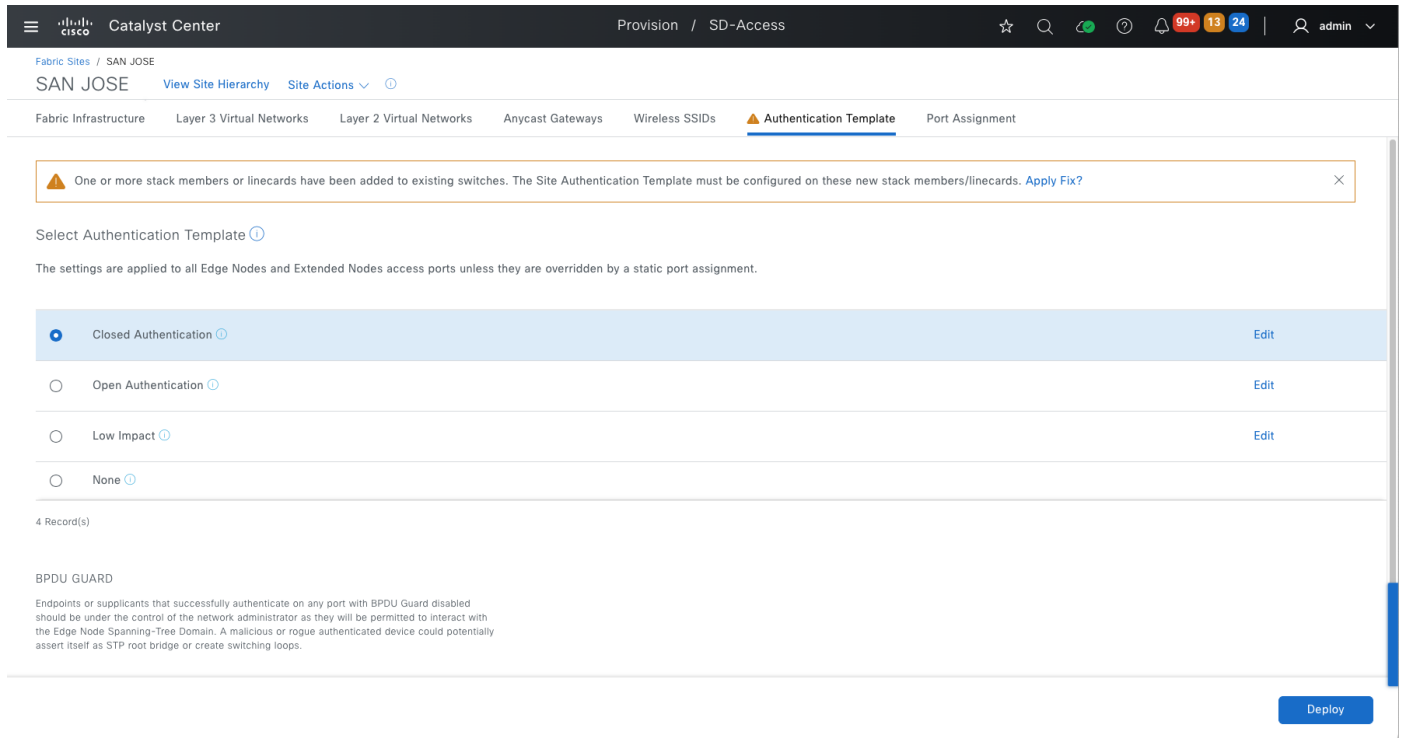 cisco Catalyst Center Provision / SD-Access 99+ 13 24 admin
Fabric Sites / SAN JOSE
SAN JOSE View Site Hierarchy Site Actions
Fabric Infrastructure Layer 3 Virtual Networks Layer 2 Virtual Networks Anycast Gateways Wireless SSIDs Authentication Template Port Assignment
One or more stack members or linecards have been added to existing switches. The Site Authentication Template must be configured on these new stack members/linecards. Apply Fix?
Select Authentication Template
The settings are applied to all Edge Nodes and Extended Nodes access ports unless they are overridden by a static port assignment.
Closed Authentication Edit
Open Authentication Edit
Low Impact Edit
None
4 Record(s)
BPDU GUARD
Endpoints or supplicants that successfully authenticate on any port with BPDU Guard disabled
should be under the control of the network administrator as they will be permitted to interact with
the Edge Node Spanning-Tree Domain. A malicious or rogue authenticated device could potentially
assert itself as STP root bridge or create switching loops.
Deploy